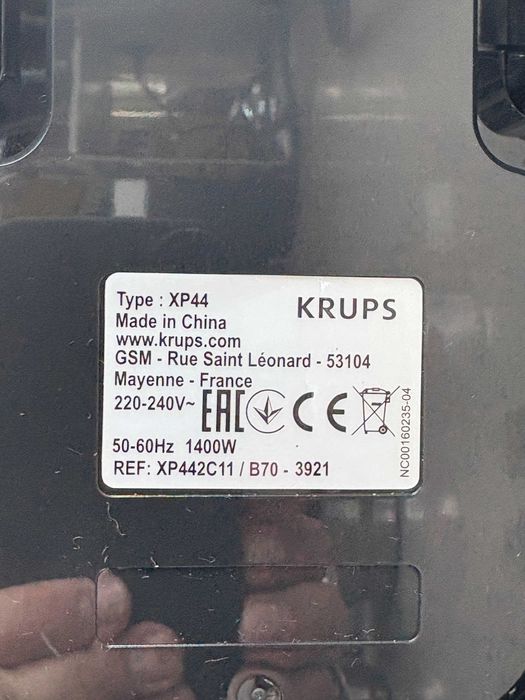 Type : XP44
KRUPS
Made in China
www.krups.com
GSM - Rue Saint Léonard - 53104
Mayenne - France
220-240V~ EAC CE
50-60Hz 1400W
REF: XP442C11 / B70 - 3921
NC00160235-04